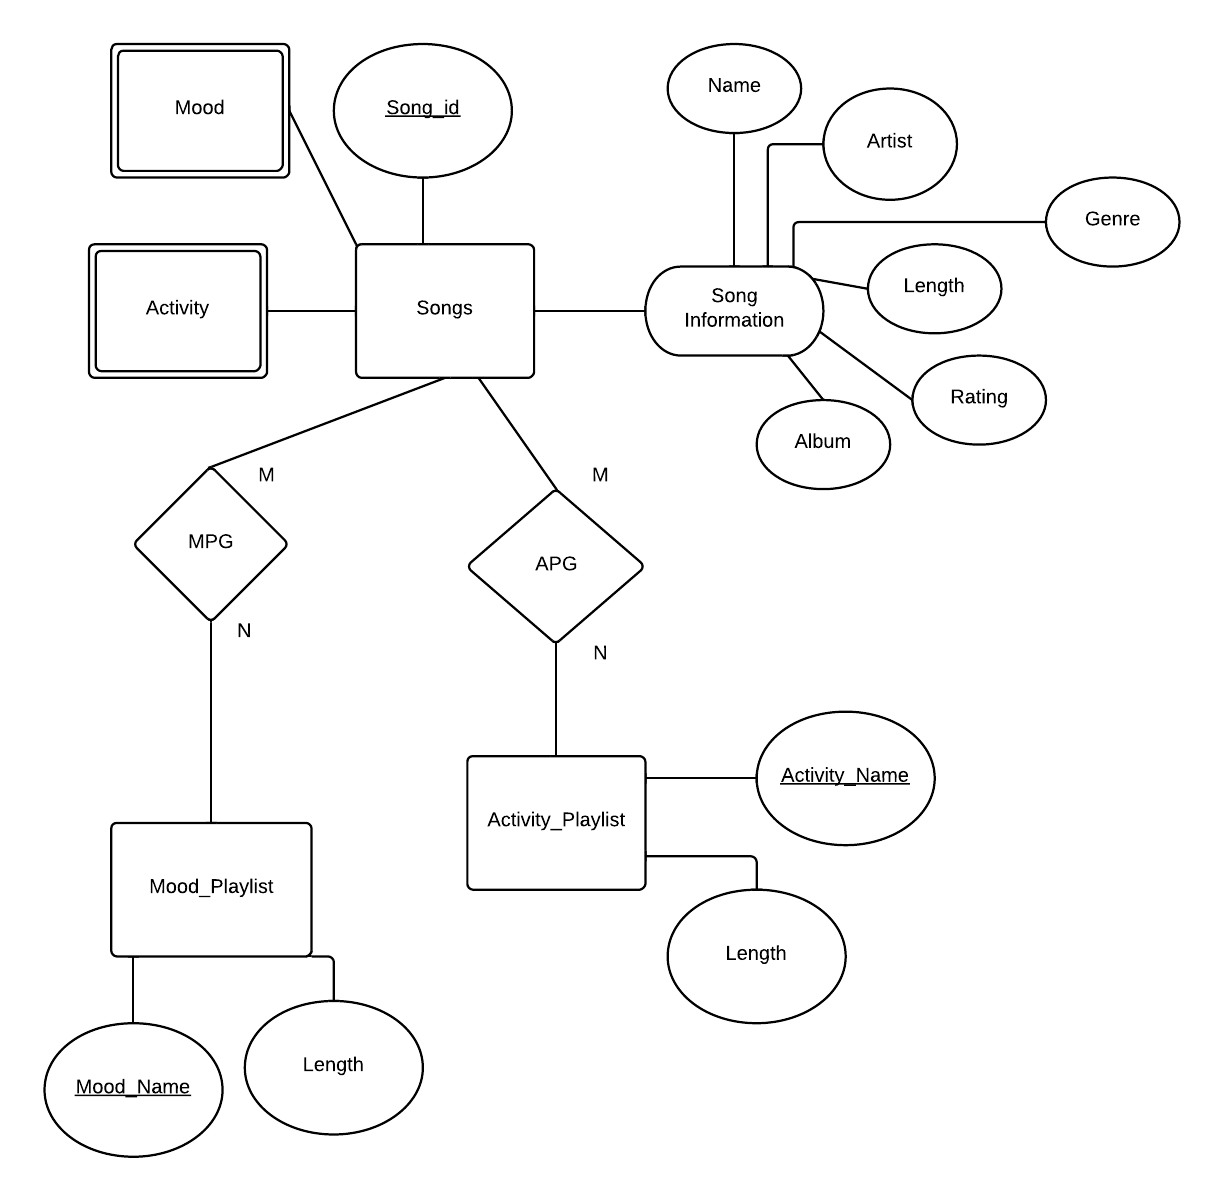 Name
Mood
Song_id
Artist
Genre
Length
Activity
Songs
Song
Information
Rating
Album
M
M
MPG
APG
N
N
Activity_Name
Activity_Playlist
Mood_Playlist
Length
Length
Mood_Name